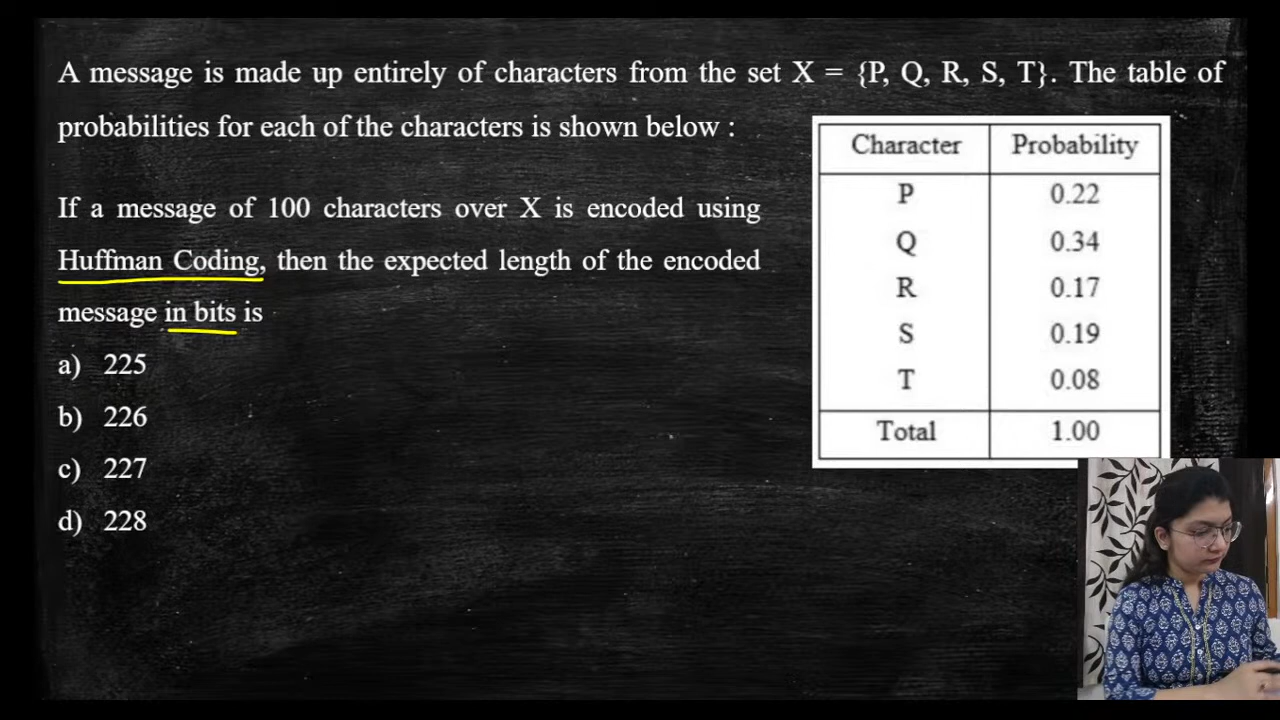 A message is made up entirely of characters from the set X = {P, Q, R, S, T}. The table of
probabilities for each of the characters is shown below :
If a message of 100 characters over X is encoded using
Huffman Coding, then the expected length of the encoded
message in bits is
a) 225
b) 226
c) 227
d) 228
Character Probability
P 0.22
Q 0.34
R 0.17
S 0.19
T 0.08
Total 1.00